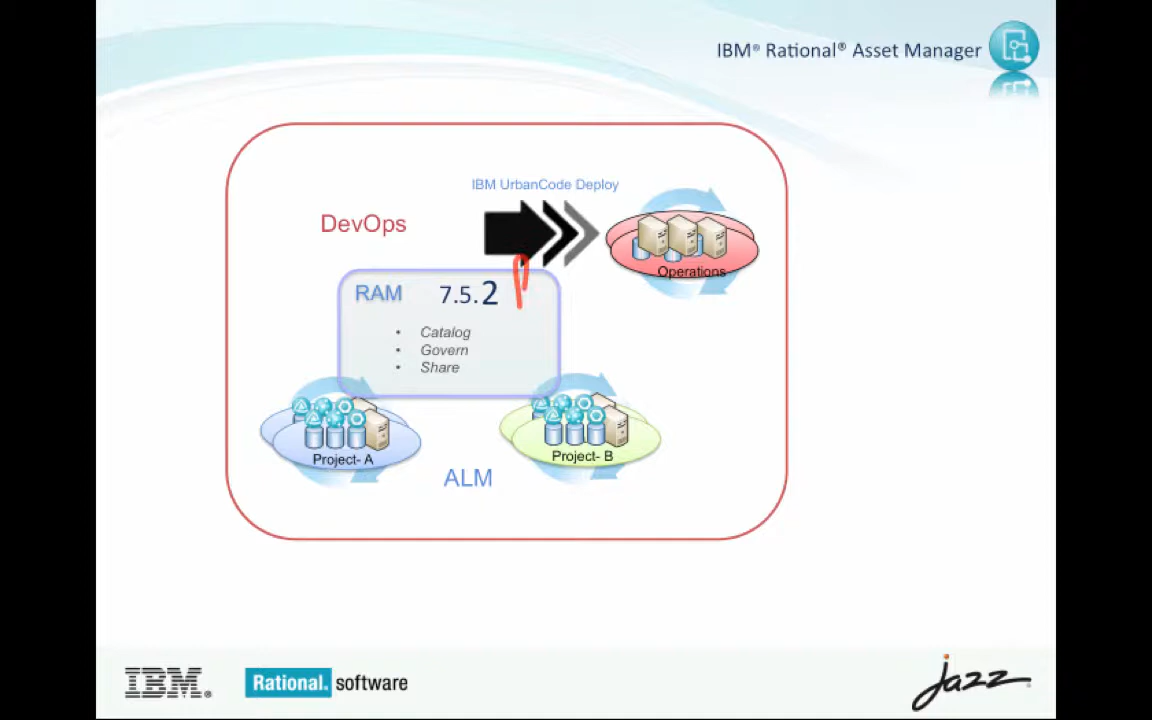 IBM® Rational® Asset Manager
IBM UrbanCode Deploy
DevOps
Operations
RAM 7.5.2
• Catalog
• Govern
• Share
Project- A
Project- B
ALM
IBM®
Rational. software
jazz